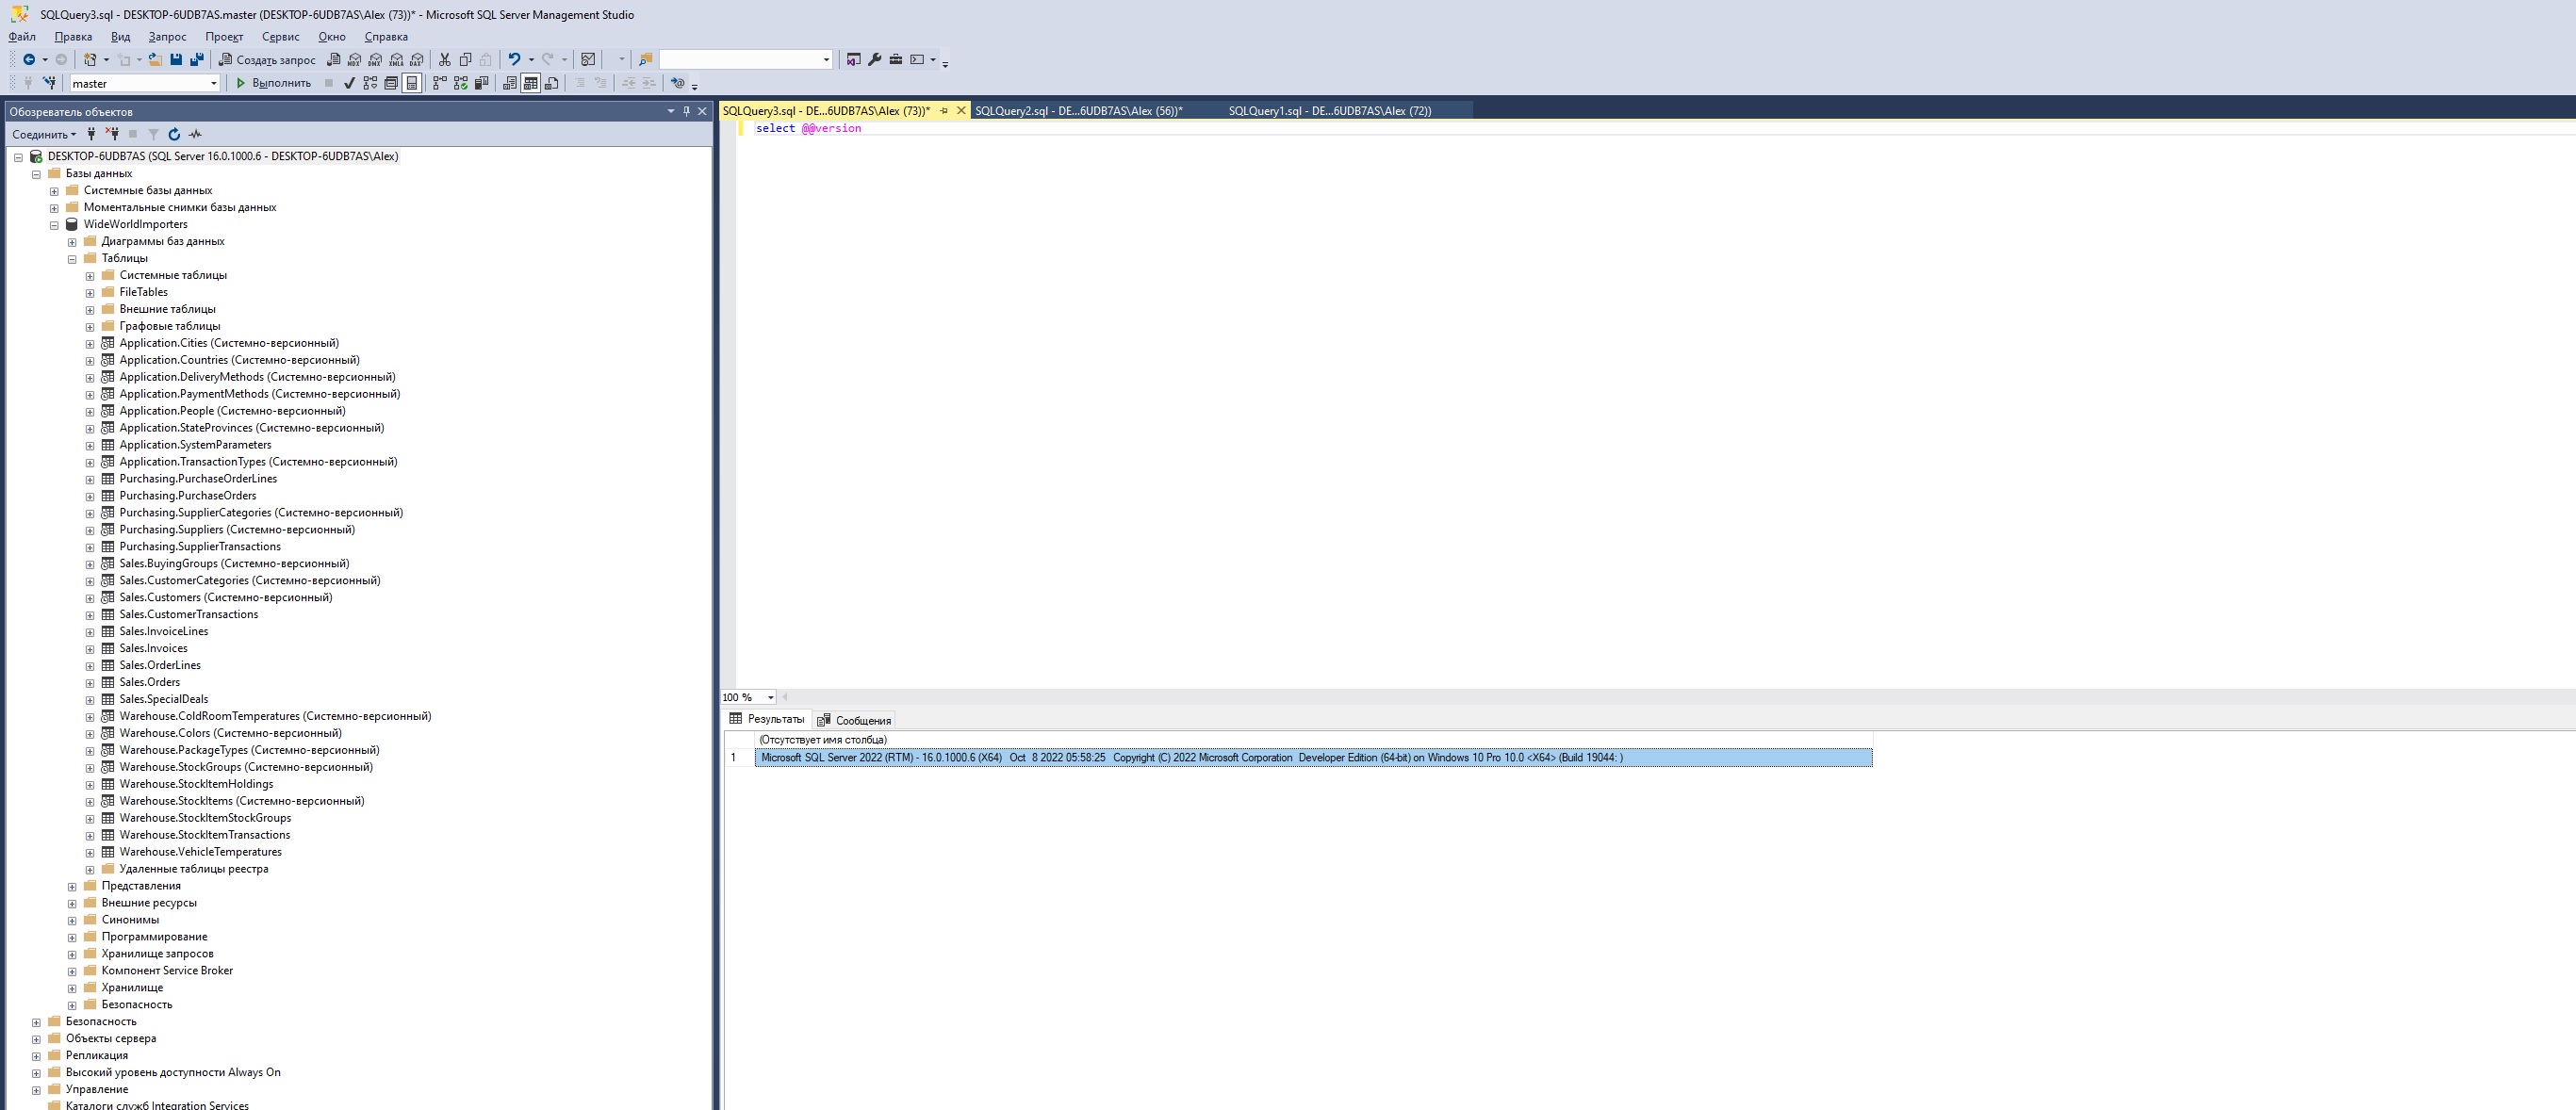 SQLQuery3.sql - DESKTOP-6UDB7AS.master (DESKTOP-6UDB7AS\Alex (73))* - Microsoft SQL Server Management Studio
Файл Правка Вид Запрос Проект Сервис Окно Справка
Создать запрос
master Выполнить
Обозреватель объектов
Соединить
DESKTOP-6UDB7AS (SQL Server 16.0.1000.6 - DESKTOP-6UDB7AS\Alex)
Базы данных
Системные базы данных
Моментальные снимки базы данных
WideWorldImporters
Диаграммы баз данных
Таблицы
Системные таблицы
FileTables
Внешние таблицы
Графовые таблицы
Application.Cities (Системно-версионный)
Application.Countries (Системно-версионный)
Application.DeliveryMethods (Системно-версионный)
Application.PaymentMethods (Системно-версионный)
Application.People (Системно-версионный)
Application.StateProvinces (Системно-версионный)
Application.SystemParameters
Application.TransactionTypes (Системно-версионный)
Purchasing.PurchaseOrderLines
Purchasing.PurchaseOrders
Purchasing.SupplierCategories (Системно-версионный)
Purchasing.Suppliers (Системно-версионный)
Purchasing.SupplierTransactions
Sales.BuyingGroups (Системно-версионный)
Sales.CustomerCategories (Системно-версионный)
Sales.Customers (Системно-версионный)
Sales.CustomerTransactions
Sales.InvoiceLines
Sales.Invoices
Sales.OrderLines
Sales.Orders
Sales.SpecialDeals
Warehouse.ColdRoomTemperatures (Системно-версионный)
Warehouse.Colors (Системно-версионный)
Warehouse.PackageTypes (Системно-версионный)
Warehouse.StockGroups (Системно-версионный)
Warehouse.StockItemHoldings
Warehouse.StockItems (Системно-версионный)
Warehouse.StockItemStockGroups
Warehouse.StockItemTransactions
Warehouse.VehicleTemperatures
Удаленные таблицы реестра
Представления
Внешние ресурсы
Синонимы
Программирование
Хранилище запросов
Компонент Service Broker
Хранилище
Безопасность
Безопасность
Объекты сервера
Репликация
Высокий уровень доступности Always On
Управление
Каталоги служб Integration Services
SQLQuery3.sql - DE...6UDB7AS\Alex (73))* SQLQuery2.sql - DE...6UDB7AS\Alex (56))* SQLQuery1.sql - DE...6UDB7AS\Alex (72))
select @@version
100 %
Результаты Сообщения
(Отсутствует имя столбца)
1 Microsoft SQL Server 2022 (RTM) - 16.0.1000.6 (X64) Oct 8 2022 05:58:25 Copyright (C) 2022 Microsoft Corporation Developer Edition (64-bit) on Windows 10 Pro 10.0 <X64> (Build 19044: )